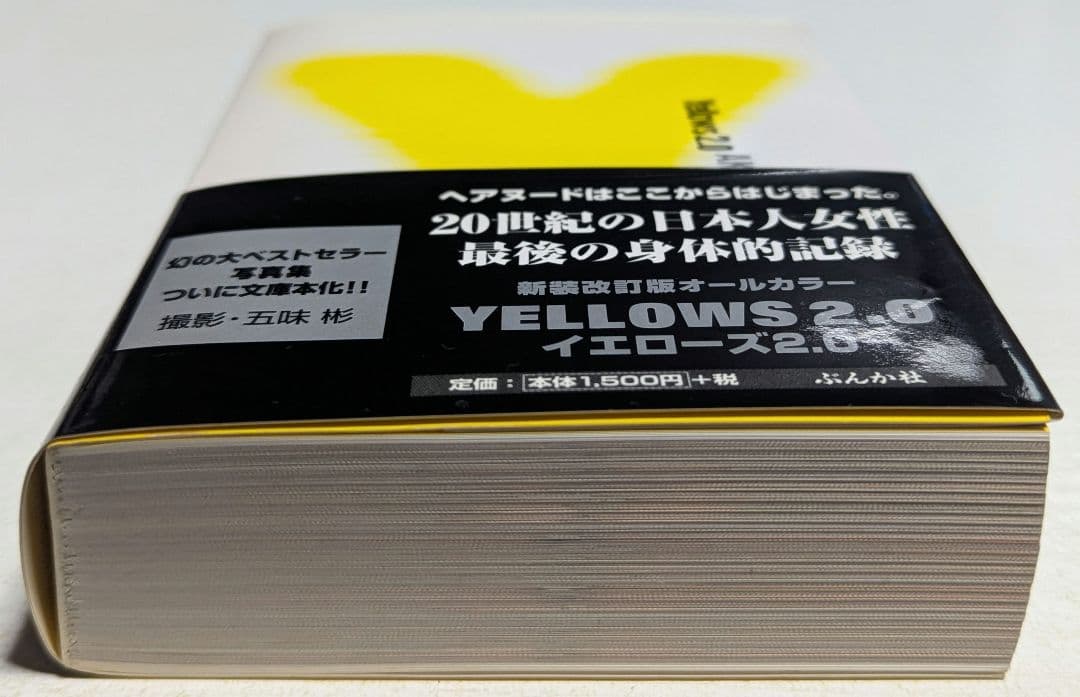 Yellows 2.0 A
ヘアヌードはここからはじまった。
20世紀の日本人女性
最後の身体的記録
幻の大ベストセラー
写真集
ついに文庫本化!!
撮影・五味 彬
新装改訂版オールカラー
YELLOWS 2.0
イエローズ2.0
定価：本体1,500円+税
ぶんか社